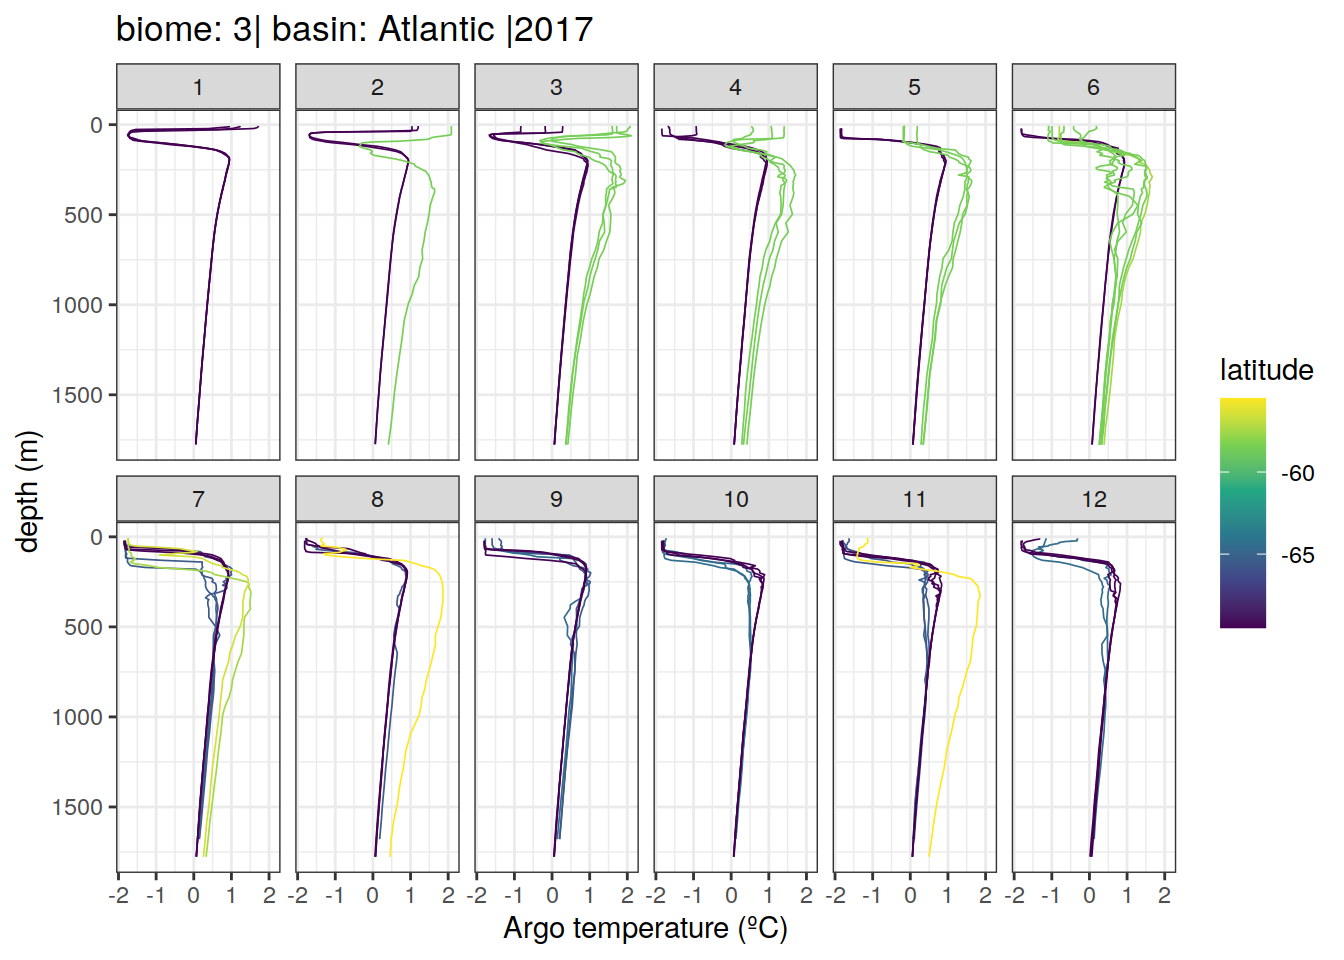 biome: 3| basin: Atlantic |2017
1 2 3 4 5 6
0
500
1000
1500
7 8 9 10 11 12
0
500
1000
1500
-2 -1 0 1 2 -2 -1 0 1 2 -2 -1 0 1 2 -2 -1 0 1 2 -2 -1 0 1 2 -2 -1 0 1 2
Argo temperature (ºC)
depth (m)
latitude
-60
-65